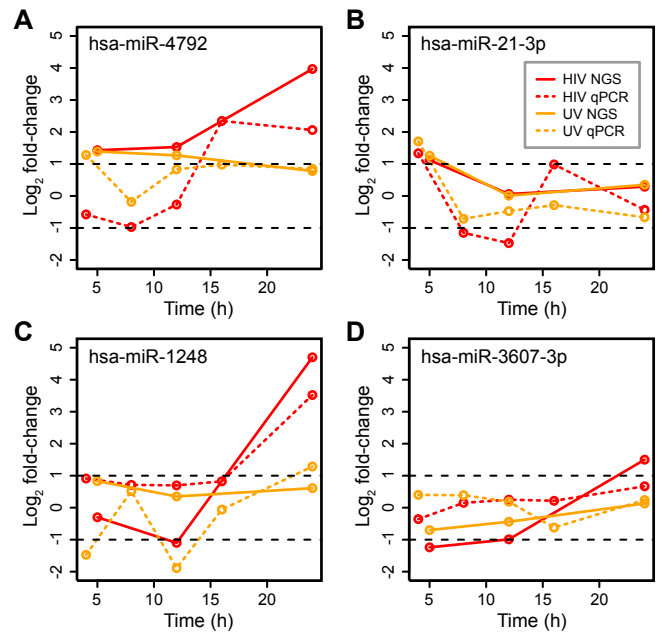 A
hsa-miR-4792
Log2 fold-change
5
4
3
2
1
0
-1
-2
5
10
15
20
Time (h)
B
hsa-miR-21-3p
HIV NGS
HIV qPCR
UV NGS
UV qPCR
Log2 fold-change
5
4
3
2
1
0
-1
-2
5
10
15
20
Time (h)
C
hsa-miR-1248
Log2 fold-change
5
4
3
2
1
0
-1
-2
5
10
15
20
Time (h)
D
hsa-miR-3607-3p
Log2 fold-change
5
4
3
2
1
0
-1
-2
5
10
15
20
Time (h)